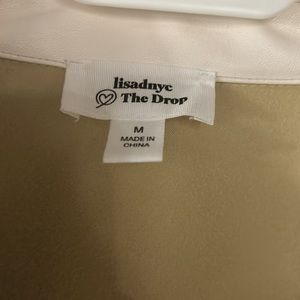 lisadnyc
The Drop
M
MADE IN
CHINA